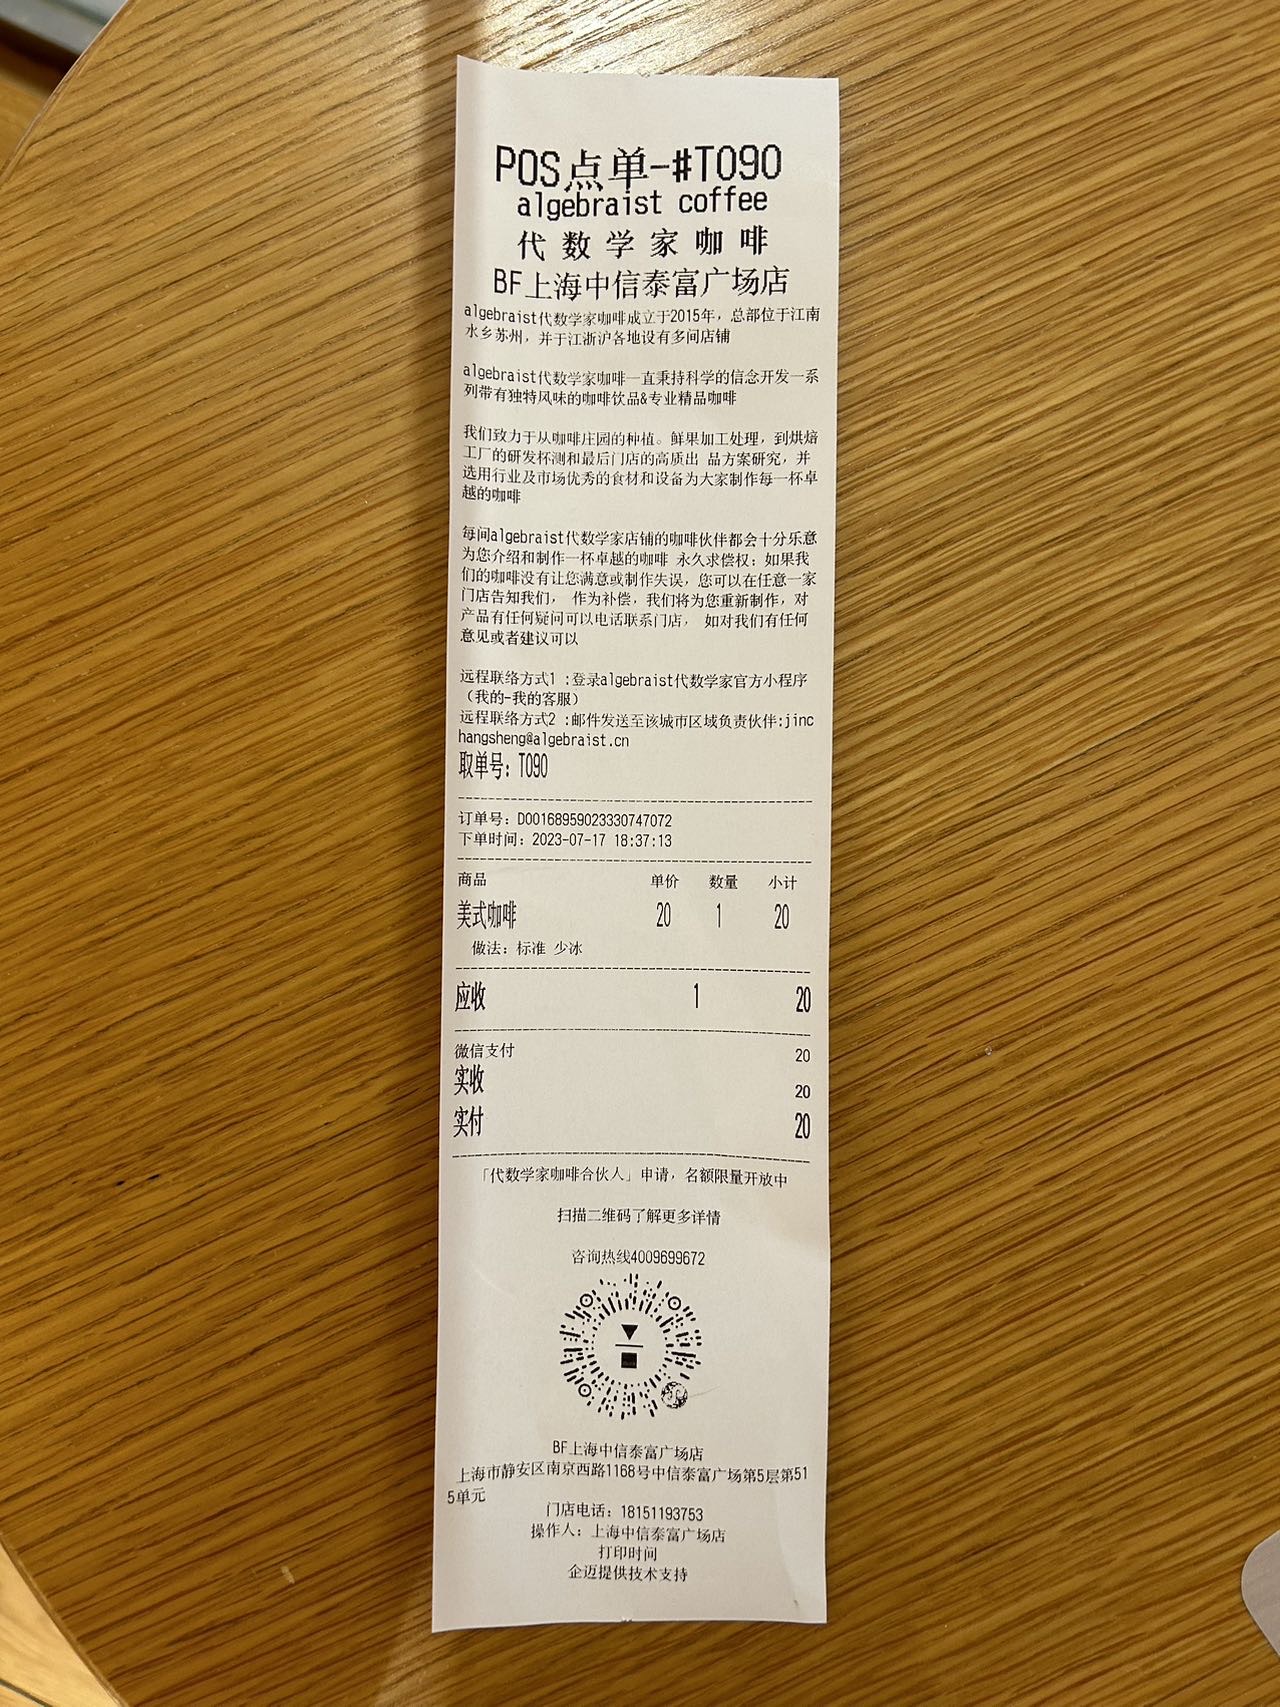 POS点单-#T090
algebraist coffee
代数学家咖啡
BF上海中信泰富广场店
algebraist代数学家咖啡成立于2015年，总部位于江南
水乡苏州，并于江浙沪各地设有多间店铺
algebraist代数学家咖啡一直秉持科学的信念开发一系
列带有独特风味的咖啡饮品&专业精品咖啡
我们致力于从咖啡庄园的种植。鲜果加工处理，到烘焙
工厂的研发杯测和最后门店的高质出 品方案研究，并
选用行业及市场优秀的食材和设备为大家制作每一杯卓
越的咖啡
每间algebraist代数学家店铺的咖啡伙伴都会十分乐意
为您介绍和制作一杯卓越的咖啡 永久求偿权：如果我
们的咖啡没有让您满意或制作失误，您可以在任意一家
门店告知我们， 作为补偿，我们将为您重新制作，对
产品有任何疑问可以电话联系门店， 如对我们有任何
意见或者建议可以
远程联络方式1 :登录algebraist代数学家官方小程序
（我的-我的客服）
远程联络方式2 :邮件发送至该城市区域负责伙伴:jinc
hangsheng@algebraist.cn
取单号：T090
订单号：D00168959023330747072
下单时间：2023-07-17 18:37:13
商品 单价 数量 小计
美式咖啡 20 1 20
做法：标准 少冰
应收 1 20
微信支付 20
实收 20
实付 20
「代数学家咖啡合伙人」申请，名额限量开放中
扫描二维码了解更多详情
咨询热线4009699672
BF上海中信泰富广场店
上海市静安区南京西路1168号中信泰富广场第5层第51
5单元
门店电话：18151193753
操作人：上海中信泰富广场店
打印时间
企迈提供技术支持